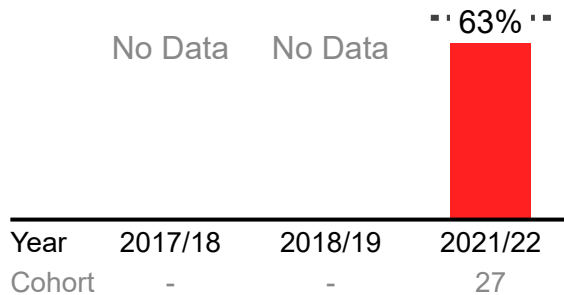 63%
No Data No Data
Year 2017/18 2018/19 2021/22
Cohort - - 27